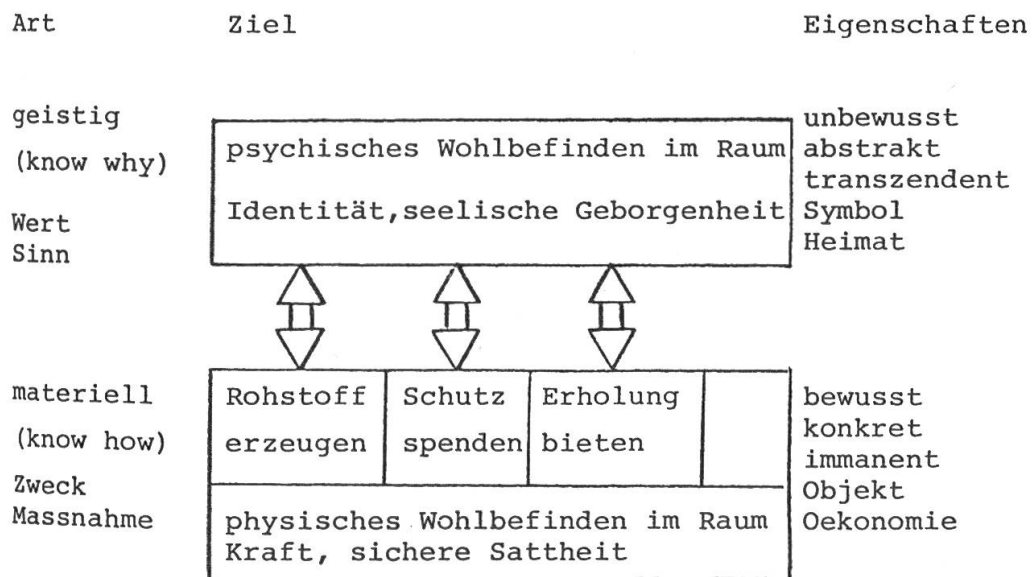 Art Ziel Eigenschaften
geistig
(know why)
Wert
Sinn
psychisches Wohlbefinden im Raum
Identität,seelische Geborgenheit
unbewusst
abstrakt
transzendent
Symbol
Heimat
materiell
(know how)
Zweck
Massnahme
Rohstoff
erzeugen
Schutz
spenden
Erholung
bieten
physisches Wohlbefinden im Raum
Kraft, sichere Sattheit
bewusst
konkret
immanent
Objekt
Oekonomie